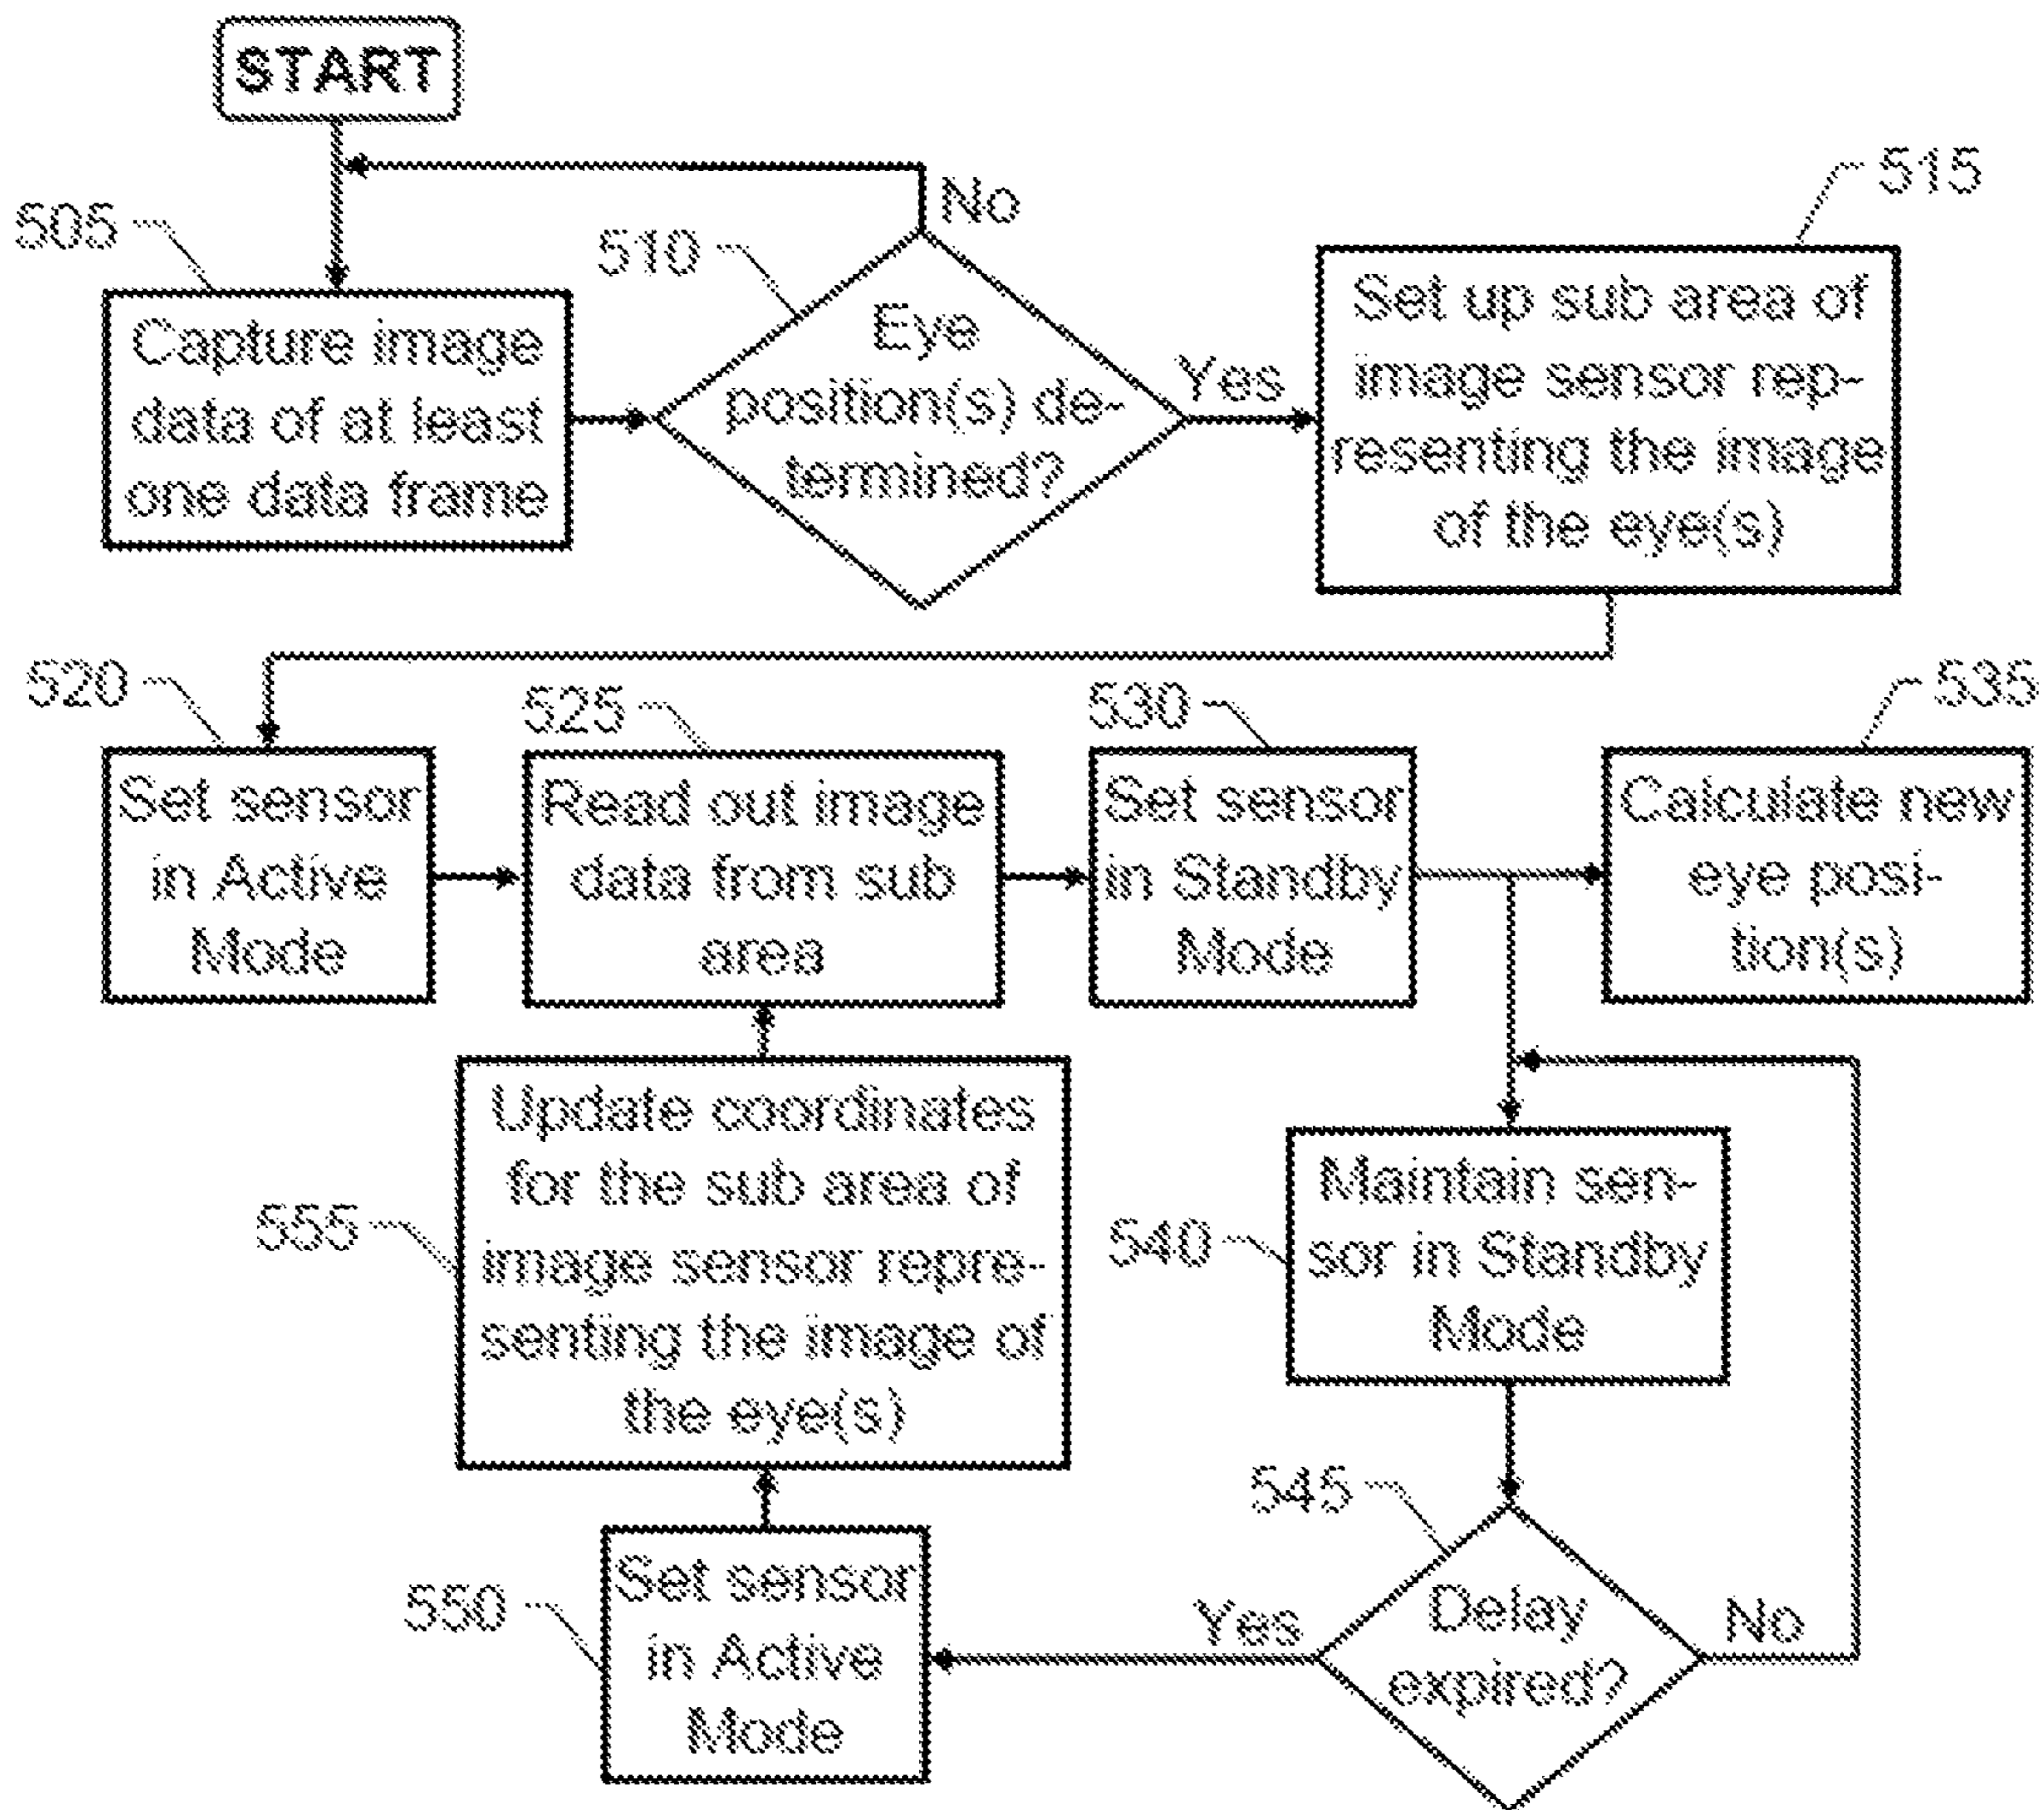 START
No
515
505
510
Capture image
data of at least
one data frame
Eye
position(s) de-
termined?
Yes
Set up sub area of
image sensor rep-
resenting the image
of the eye(s)
520
525
530
535
Set sensor
in Active
Mode
Read out image
data from sub
area
Set sensor
in Standby
Mode
Calculate new
eye posi-
tion(s)
555
Update coordinates
for the sub area of
image sensor repre-
senting the image of
the eye(s)
540
Maintain sen-
sor in Standby
Mode
545
Delay
expired?
No
Yes
550
Set sensor
in Active
Mode